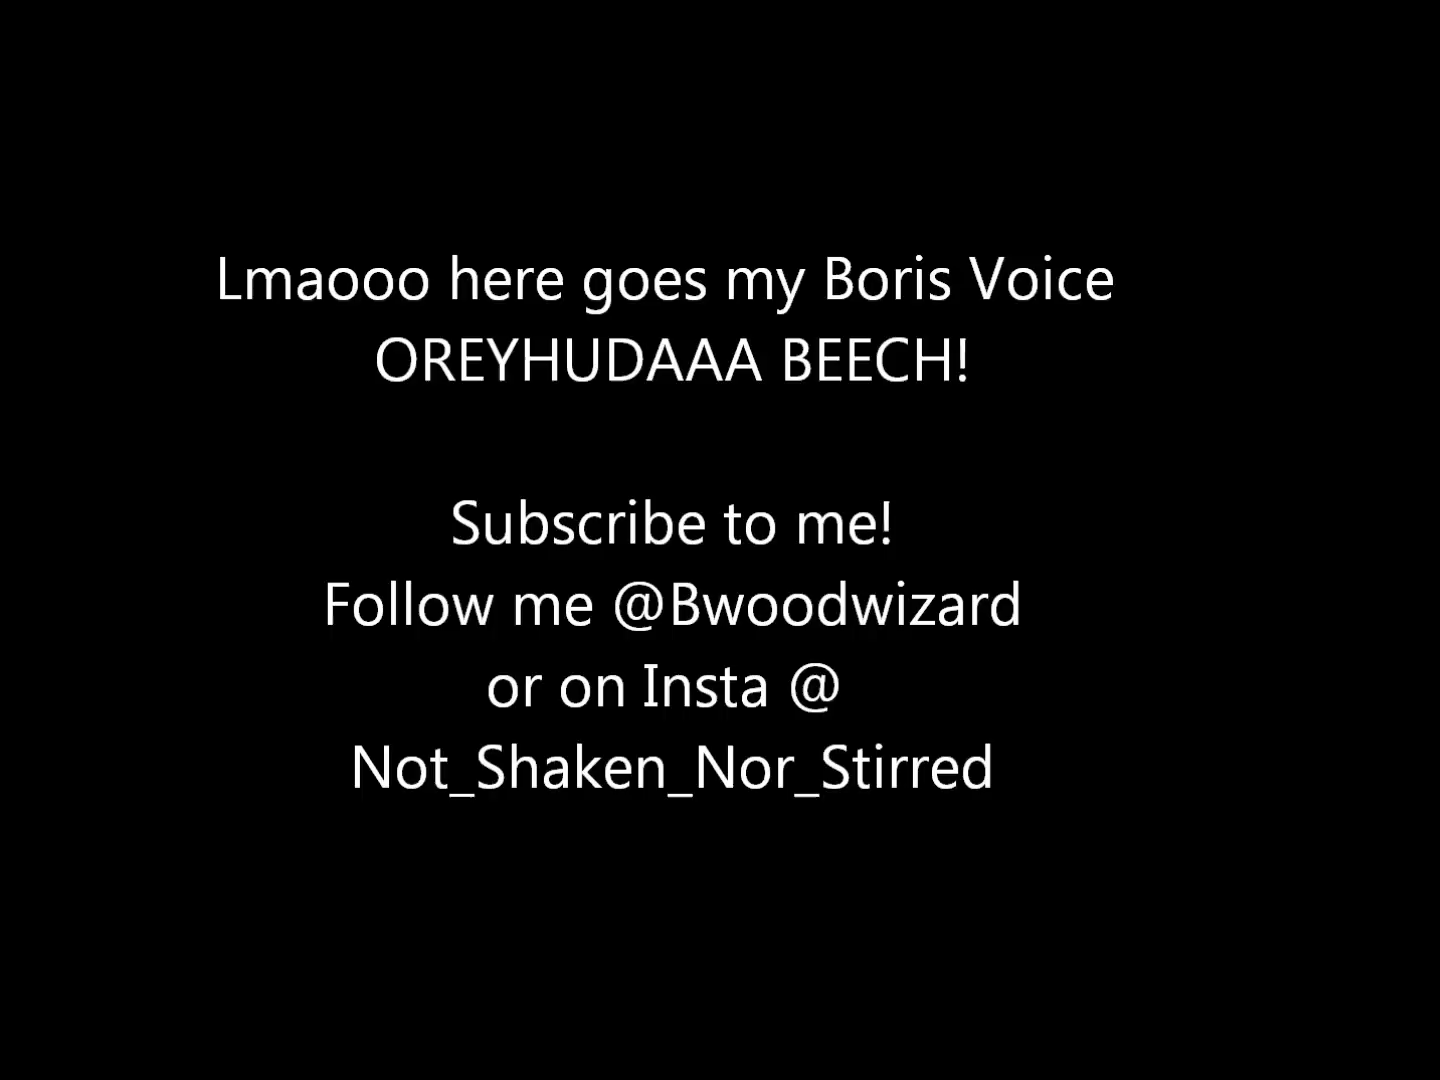 Lmaooo here goes my Boris Voice
OREYHUDAAA BEECH!
Subscribe to me!
Follow me @Bwoodwizard
or on Insta @
Not_Shaken_Nor_Stirred